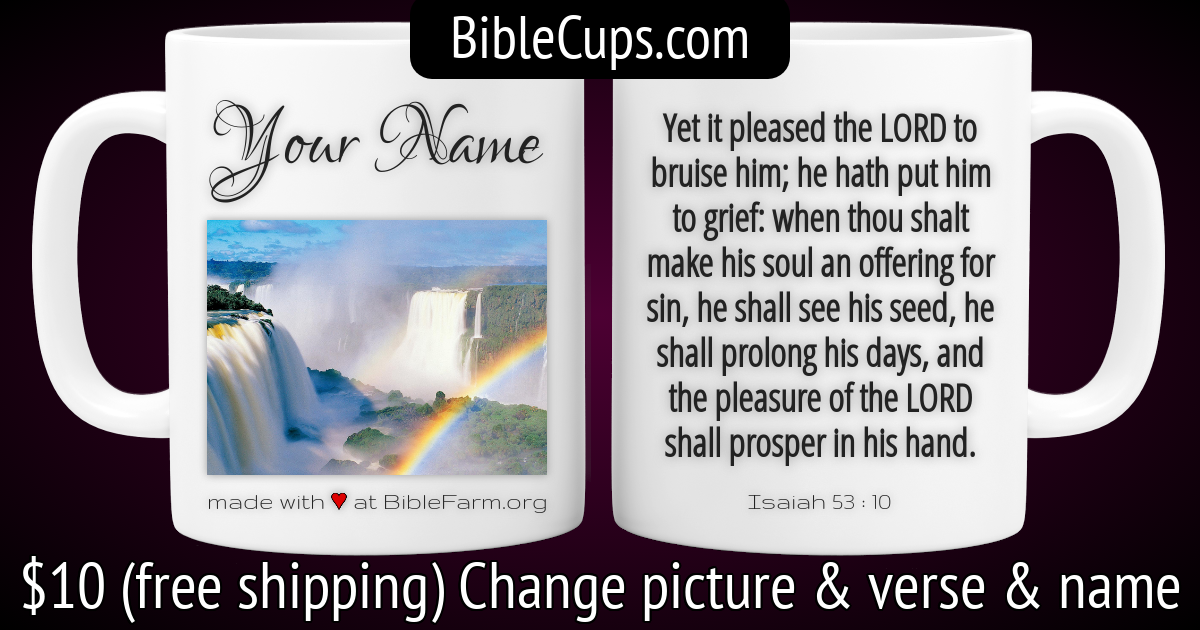 BibleCups.com
Your Name
made with ♥ at BibleFarm.org
Yet it pleased the LORD to
bruise him; he hath put him
to grief: when thou shalt
make his soul an offering for
sin, he shall see his seed, he
shall prolong his days, and
the pleasure of the LORD
shall prosper in his hand.
Isaiah 53 : 10
$10 (free shipping) Change picture & verse & name